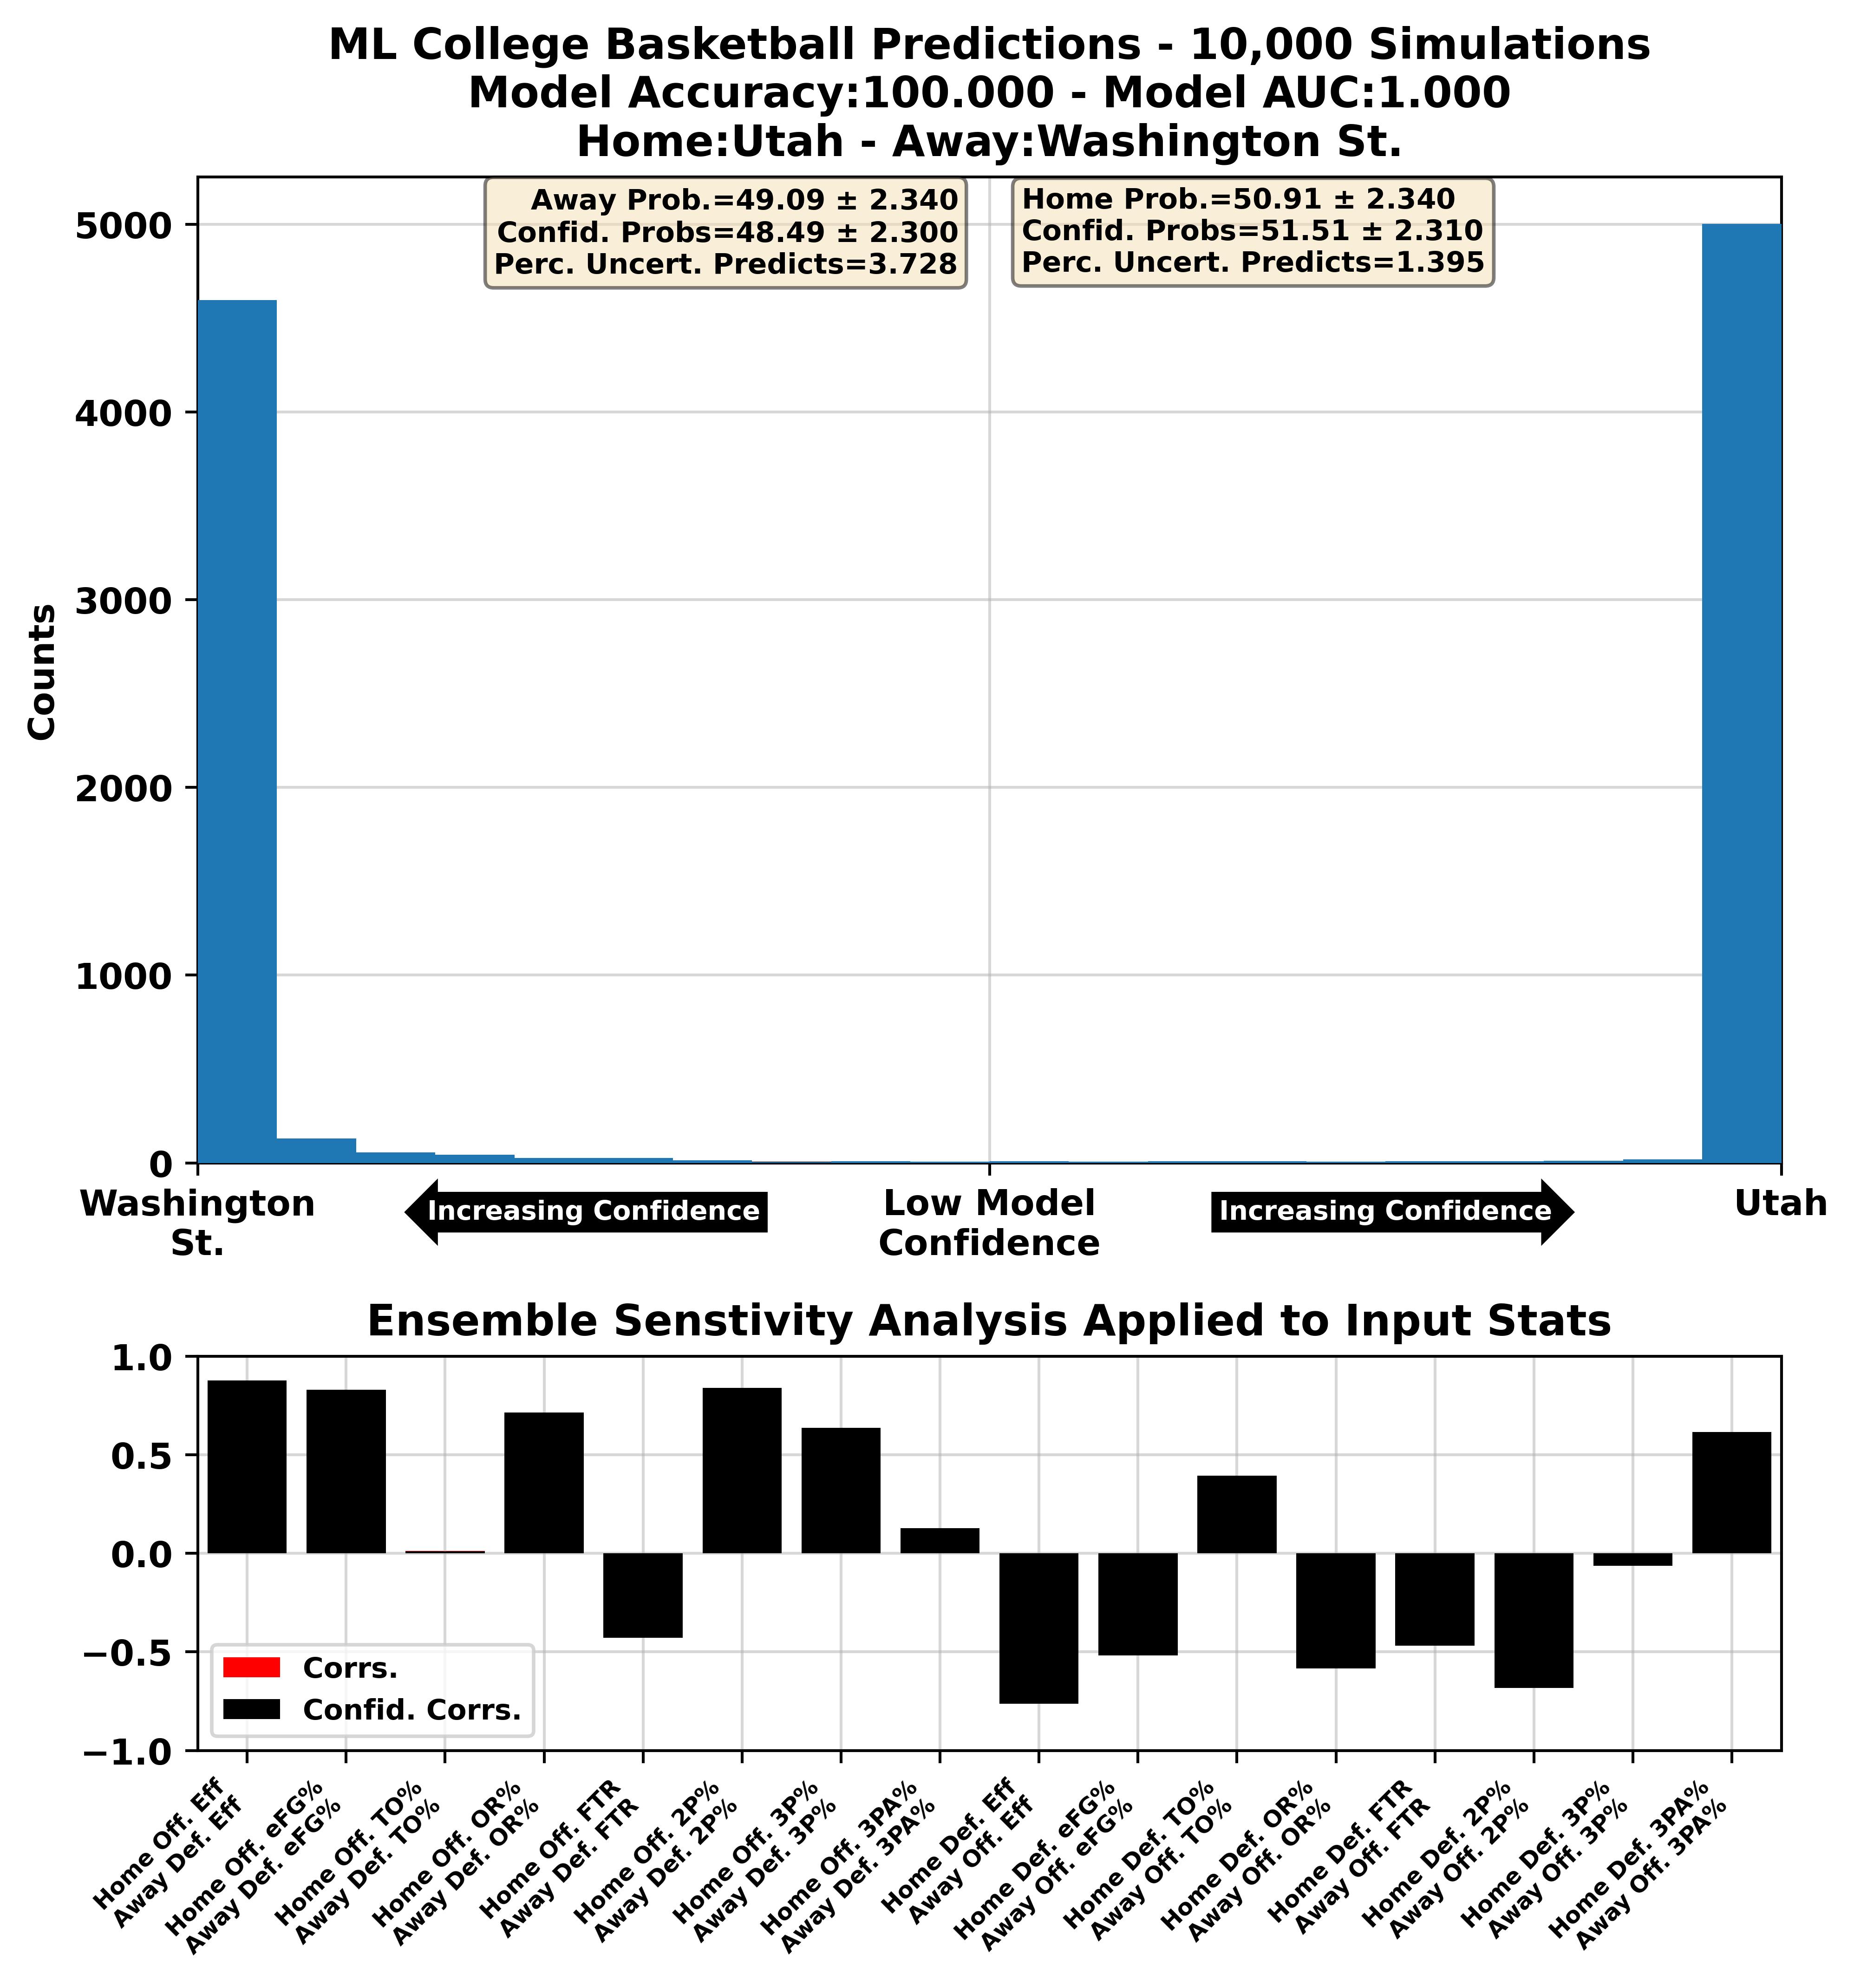 ML College Basketball Predictions - 10,000 Simulations
Model Accuracy:100.000 - Model AUC:1.000
Home:Utah - Away:Washington St.
Away Prob.=49.09 ± 2.340
Confid. Probs=48.49 ± 2.300
Perc. Uncert. Predicts=3.728
Home Prob.=50.91 ± 2.340
Confid. Probs=51.51 ± 2.310
Perc. Uncert. Predicts=1.395
Counts
5000
4000
3000
2000
1000
0
Washington
St.
Increasing Confidence
Low Model
Confidence
Increasing Confidence
Utah
Ensemble Senstivity Analysis Applied to Input Stats
1.0
0.5
0.0
−0.5
−1.0
Corrs.
Confid. Corrs.
Home Off. Eff
Away Def. Eff
Home Off. eFG%
Away Def. eFG%
Home Off. TO%
Away Def. TO%
Home Off. OR%
Away Def. OR%
Home Off. FTR
Away Def. FTR
Home Off. 2P%
Away Def. 2P%
Home Off. 3P%
Away Def. 3P%
Home Off. 3PA%
Away Def. 3PA%
Home Def. Eff
Away Off. Eff
Home Def. eFG%
Away Off. eFG%
Home Def. TO%
Away Off. TO%
Home Def. OR%
Away Off. OR%
Home Def. FTR
Away Off. FTR
Home Def. 2P%
Away Off. 2P%
Home Def. 3P%
Away Off. 3P%
Home Def. 3PA%
Away Off. 3PA%